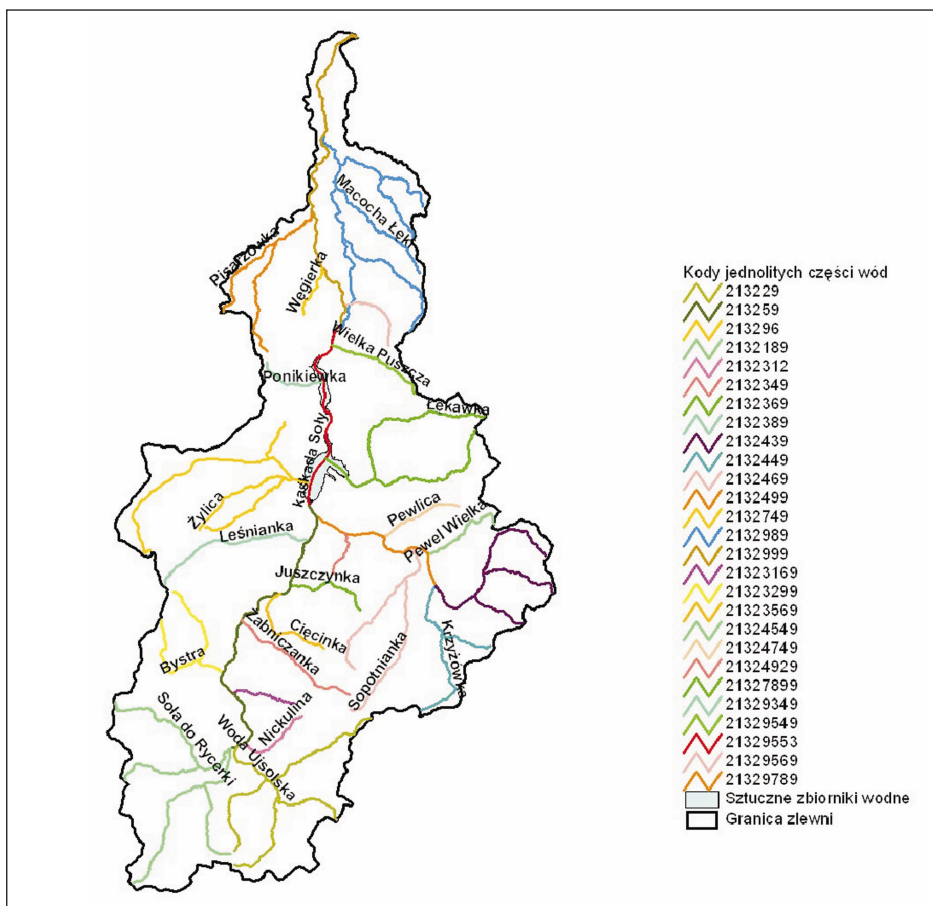 Macocha Łęki
Pisarzówka
Węgierka
Wielka Puszcza
Ponikiewka
Łękawka
kaskada Soły
Żylica
Pewlica
Leśnianka
Pewel Wielka
Juszczynka
Żabniczanka
Cięcinka
Bystra
Sopotnianka
Krzyżówka
Nickulina
Soła do Rycerki
Woda Ujsolska
Kody jednolitych części wód
213229
213259
213296
2132189
2132312
2132349
2132369
2132389
2132439
2132449
2132469
2132499
2132749
2132989
2132999
21323169
21323299
21323569
21324549
21324749
21324929
21327899
21329349
21329549
21329553
21329569
21329789
Sztuczne zbiorniki wodne
Granica zlewni